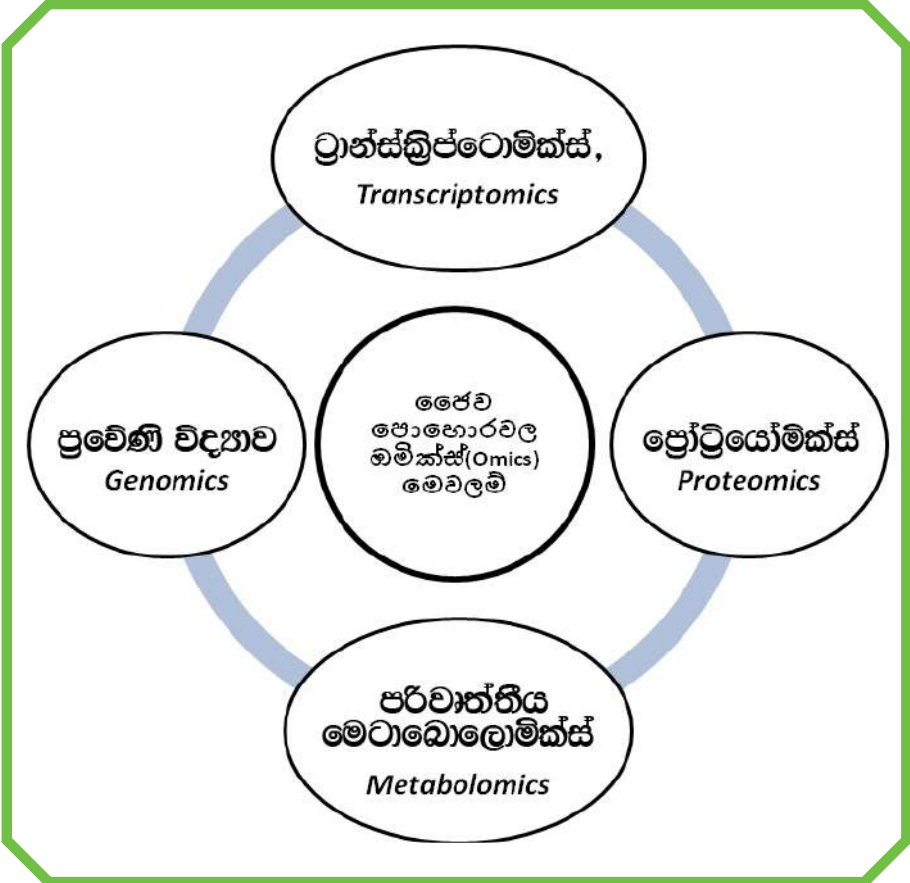 ට්‍රාන්ස්ක්‍රිප්ටොමික්ස්,
Transcriptomics
ප්‍රවේණි විද්‍යාව
Genomics
ජෛව
පොහොරවල
ඔමික්ස්(Omics)
මෙවලම්
ප්‍රෝට්‍රියෝමික්ස්
Proteomics
පරිවෘත්තීය
මෙටාබොලොමික්ස්
Metabolomics